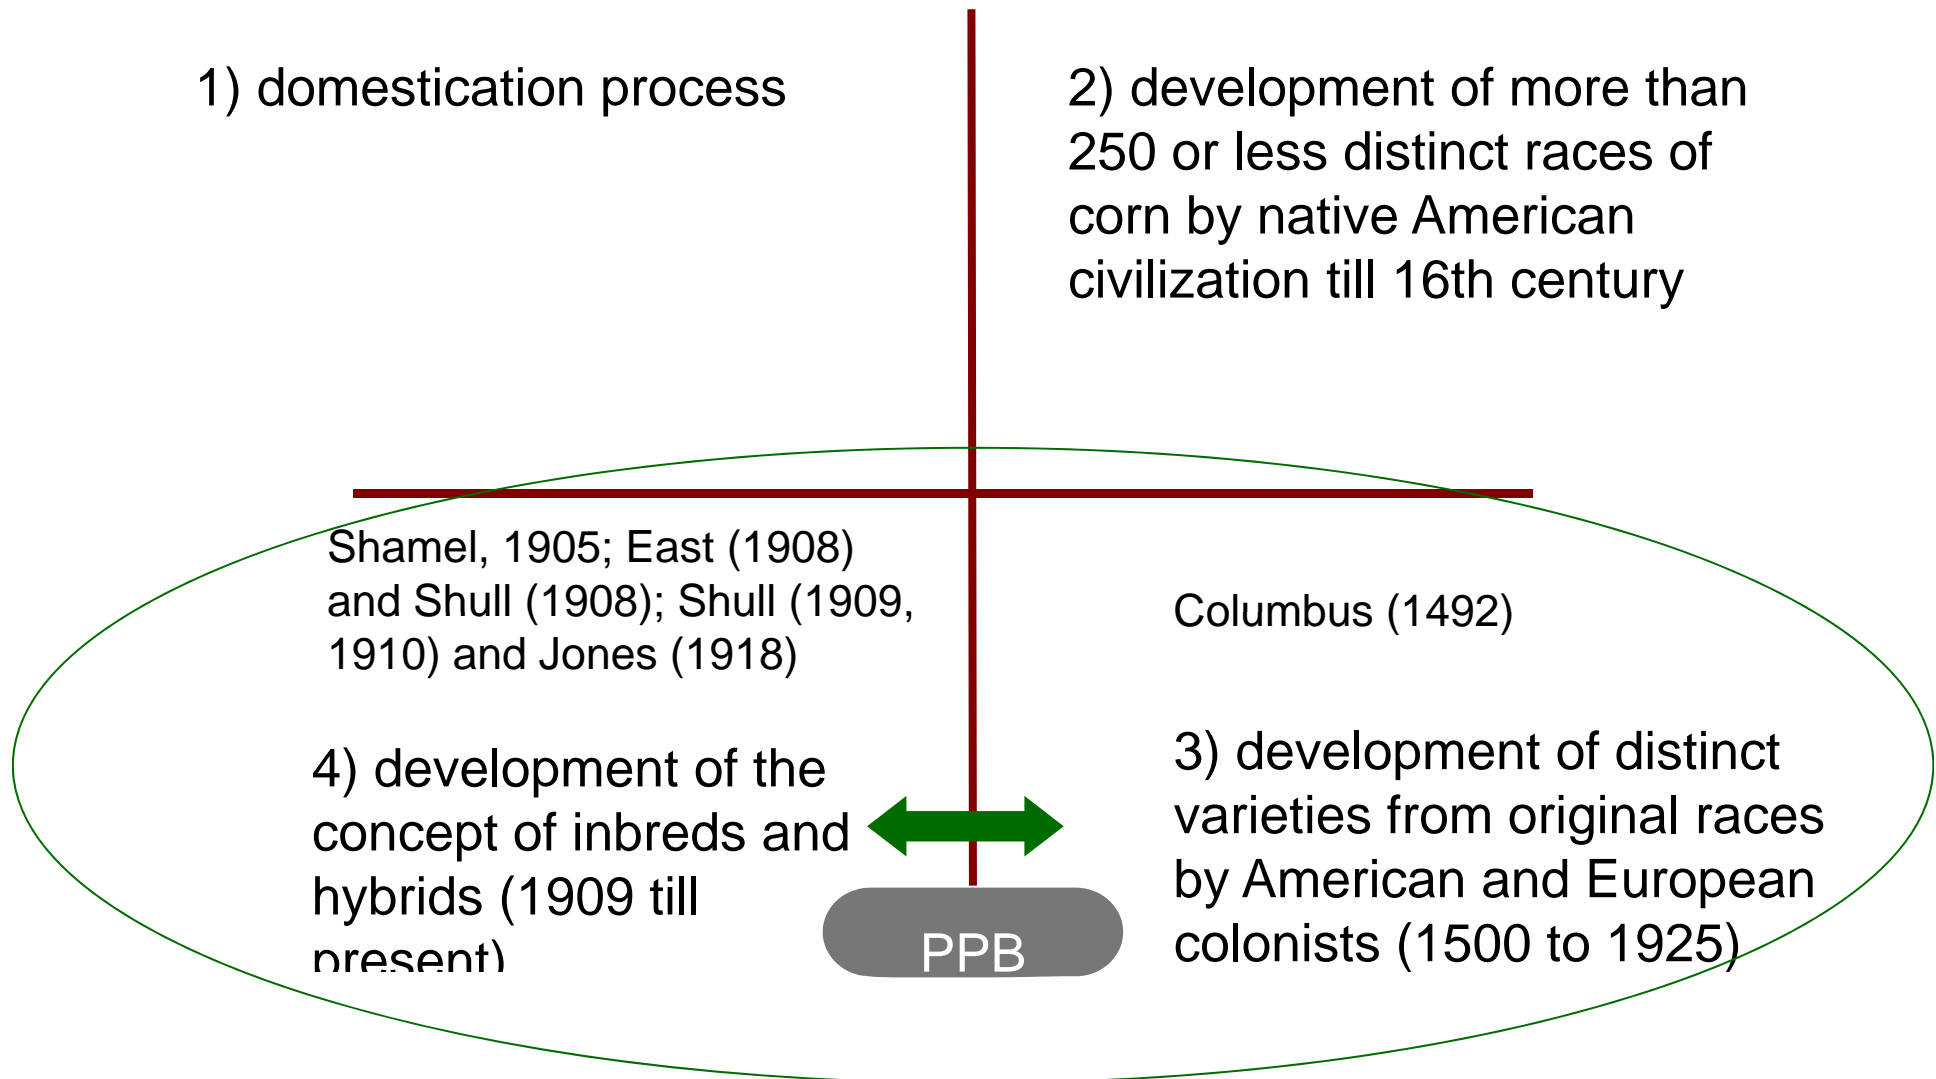 1) domestication process
2) development of more than
250 or less distinct races of
corn by native American
civilization till 16th century
Shamel, 1905; East (1908)
and Shull (1908); Shull (1909,
1910) and Jones (1918)
4) development of the
concept of inbreds and
hybrids (1909 till
present)
Columbus (1492)
3) development of distinct
varieties from original races
by American and European
colonists (1500 to 1925)
PPB